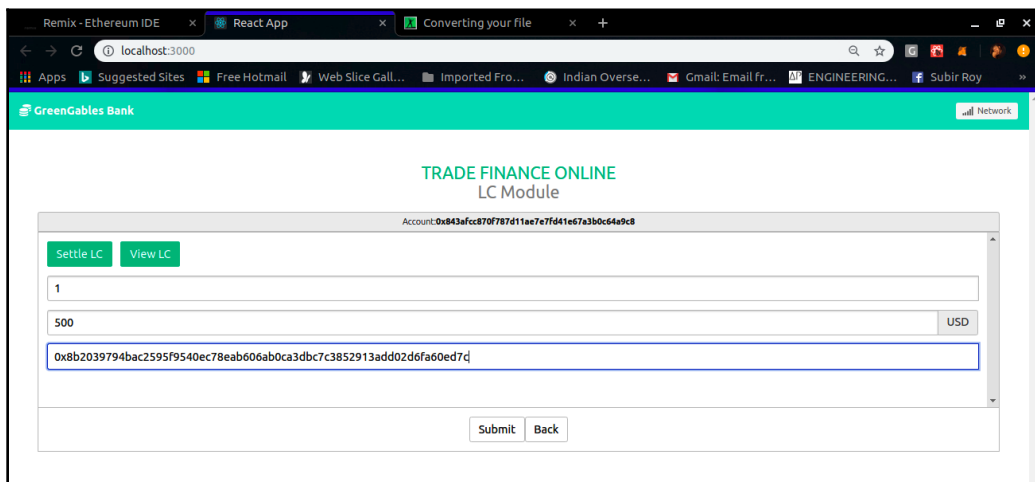 Remix - Ethereum IDE × React App × Converting your file × +
localhost:3000
Apps Suggested Sites Free Hotmail Web Slice Gall... Imported Fro... Indian Overse... Gmail: Email fr... ENGINEERING... Subir Roy »
GreenGables Bank Network
TRADE FINANCE ONLINE
LC Module
Account:0x843afcc870f787d11ae7e7fd41e67a3b0c64a9c8
Settle LC View LC
1
500 USD
0x8b2039794bac2595f9540ec78eab606ab0ca3dbc7c3852913add02d6fa60ed7c
Submit Back